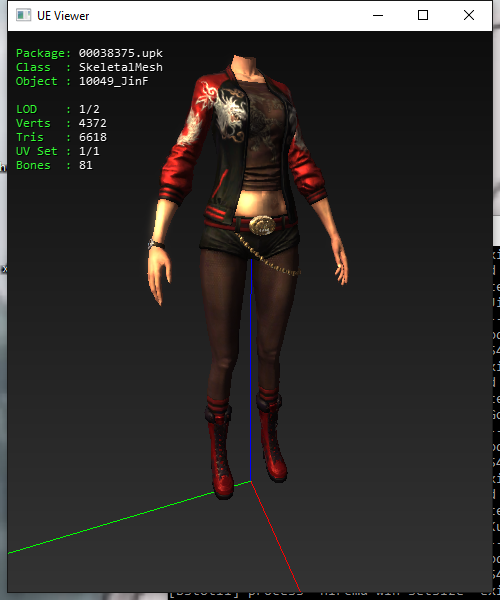 UE Viewer
Package: 00038375.upk
Class  : SkeletalMesh
Object : 10049_JinF
LOD    : 1/2
Verts  : 4372
Tris   : 6618
UV Set : 1/1
Bones  : 81